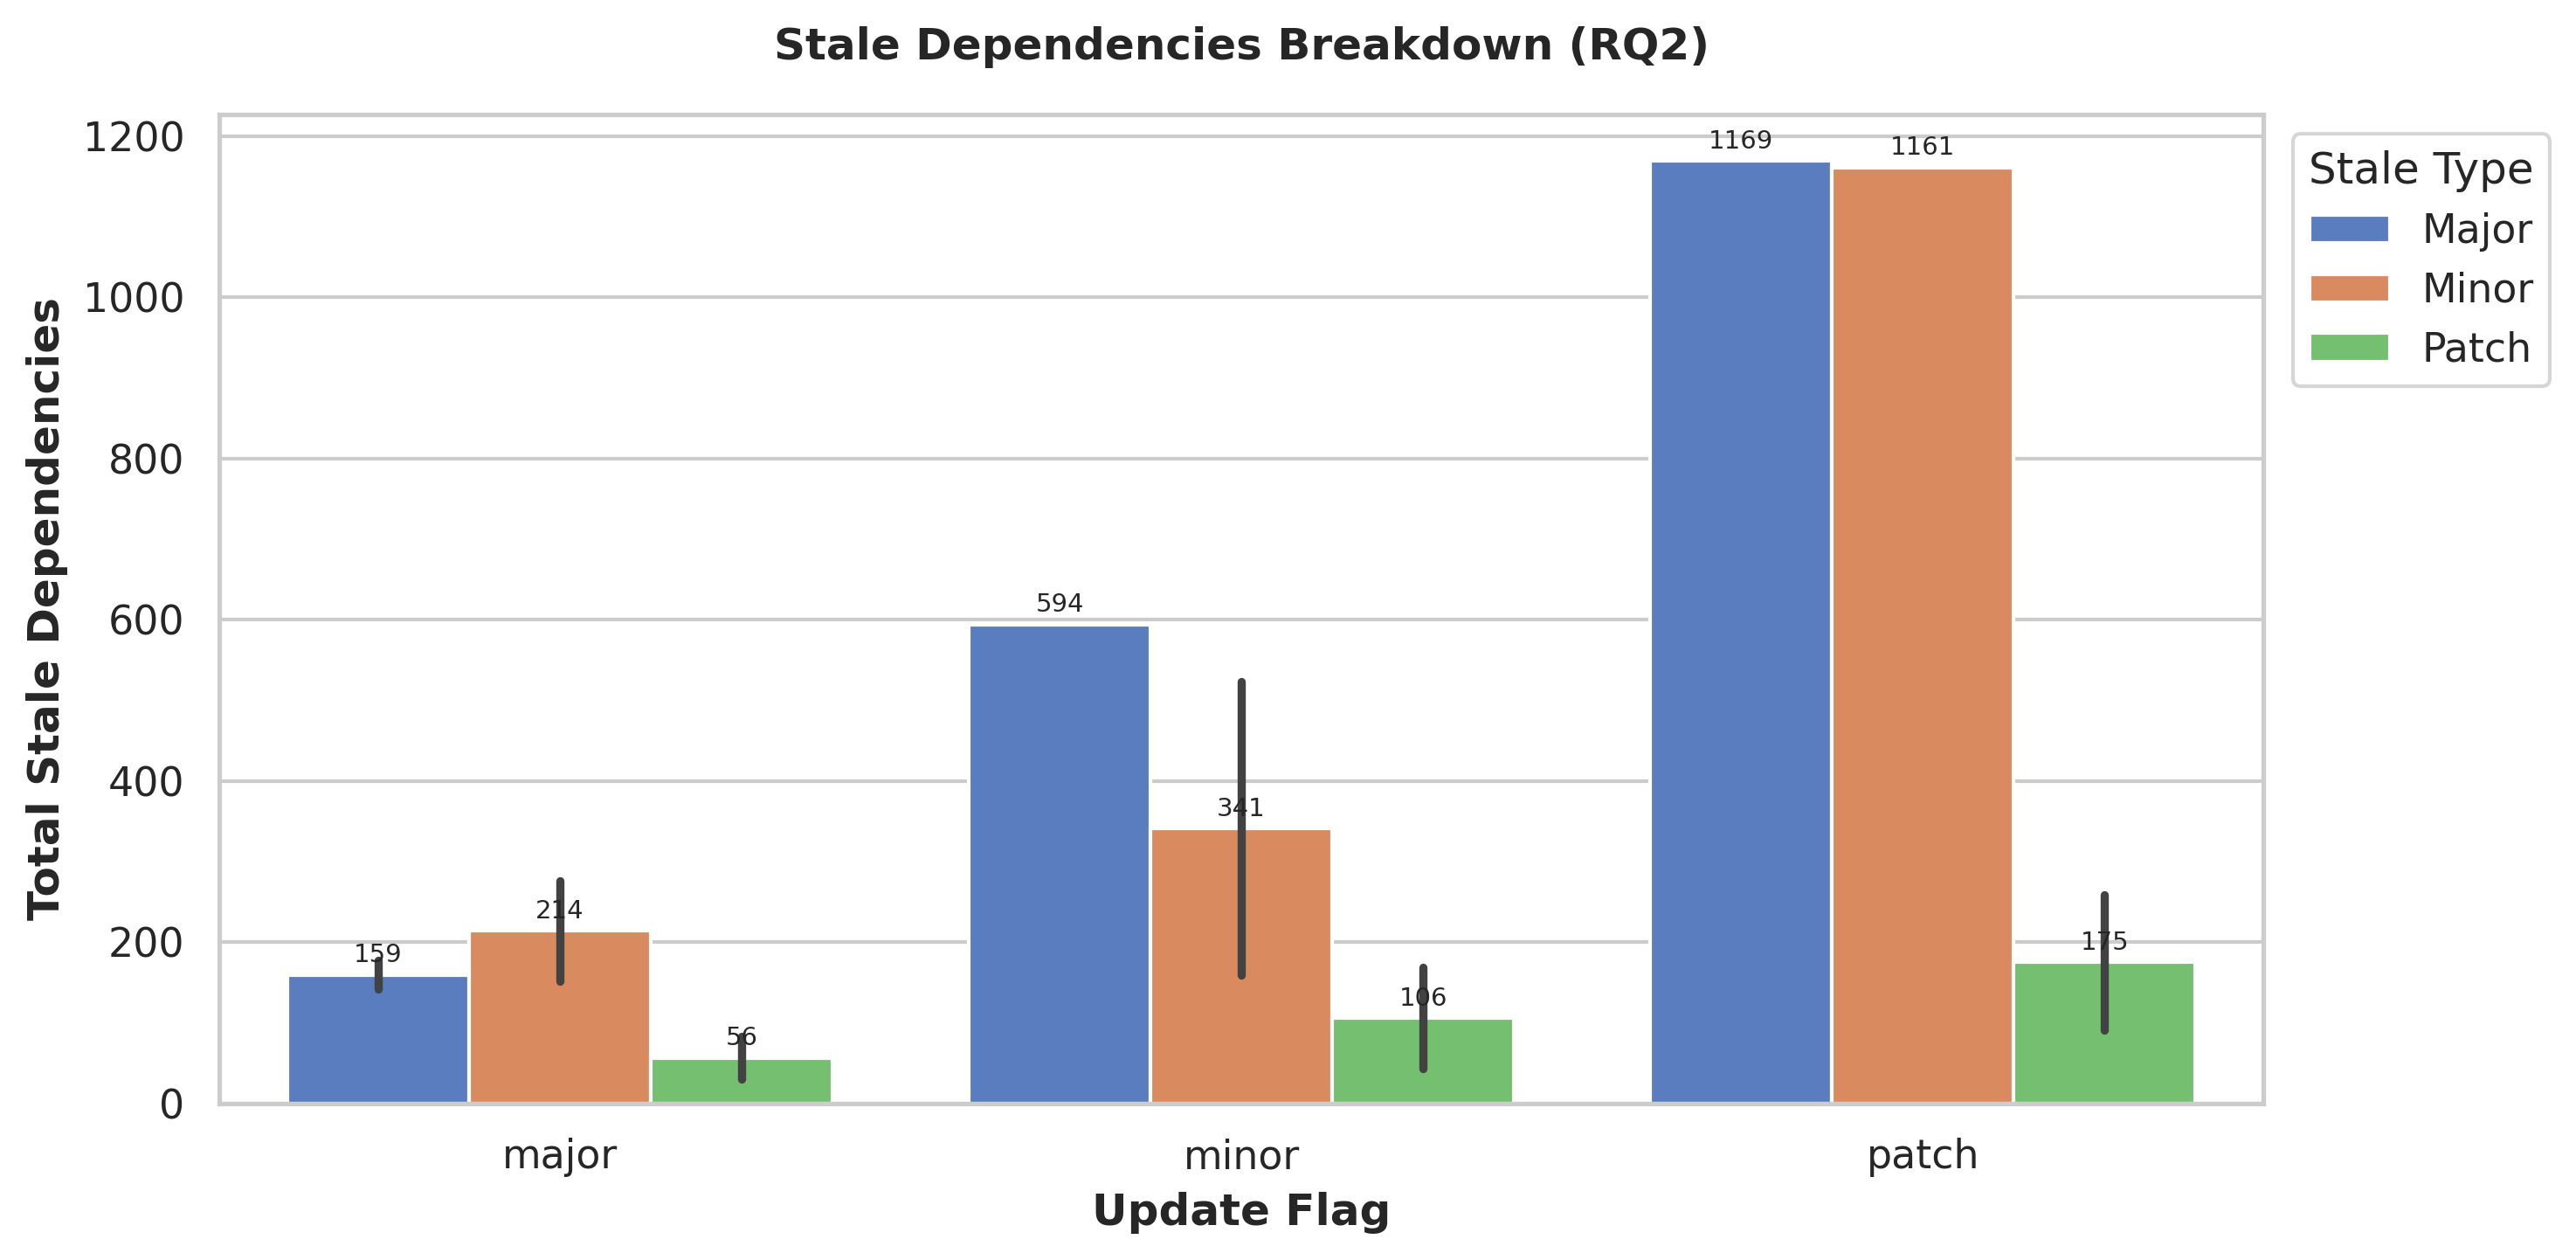 Stale Dependencies Breakdown (RQ2)
Total Stale Dependencies
1200
1000
800
600
400
200
0
159
214
56
594
341
106
1169
1161
175
major
minor
patch
Update Flag
Stale Type
Major
Minor
Patch